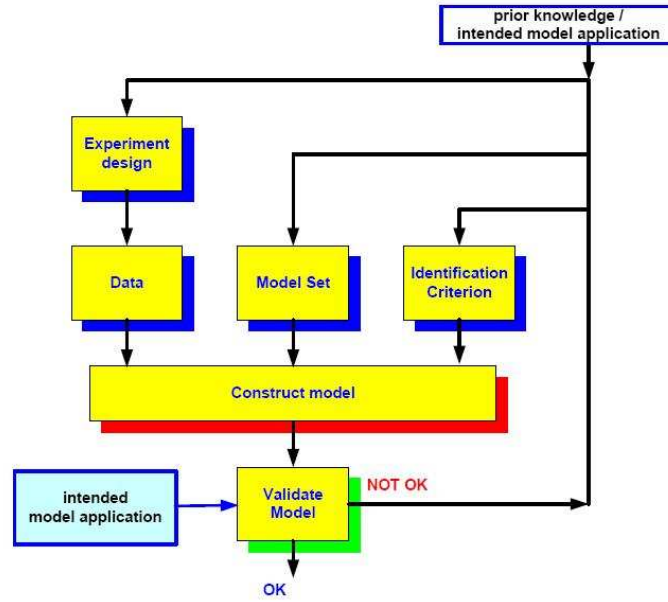 prior knowledge /
intended model application
Experiment
design
Data
Model Set
Identification
Criterion
Construct model
intended
model application
Validate
Model
NOT OK
OK